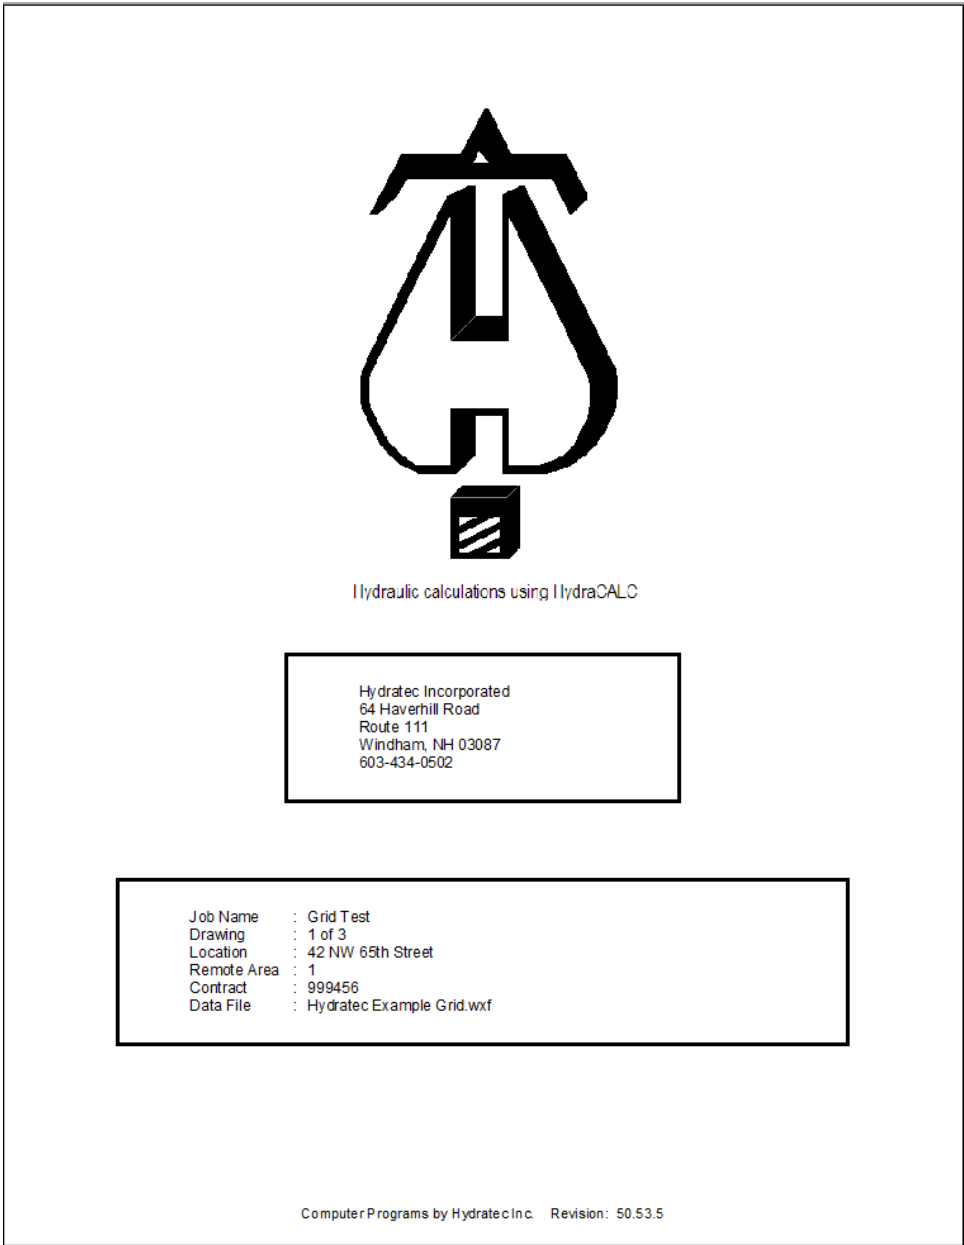 Hydraulic calculations using HydraCALC
Hydratec Incorporated
64 Haverhill Road
Route 111
Windham, NH 03087
603-434-0502
Job Name : Grid Test
Drawing : 1 of 3
Location : 42 NW 65th Street
Remote Area : 1
Contract : 999456
Data File : Hydratec Example Grid.wxf
Computer Programs by Hydratec Inc. Revision: 50.53.5